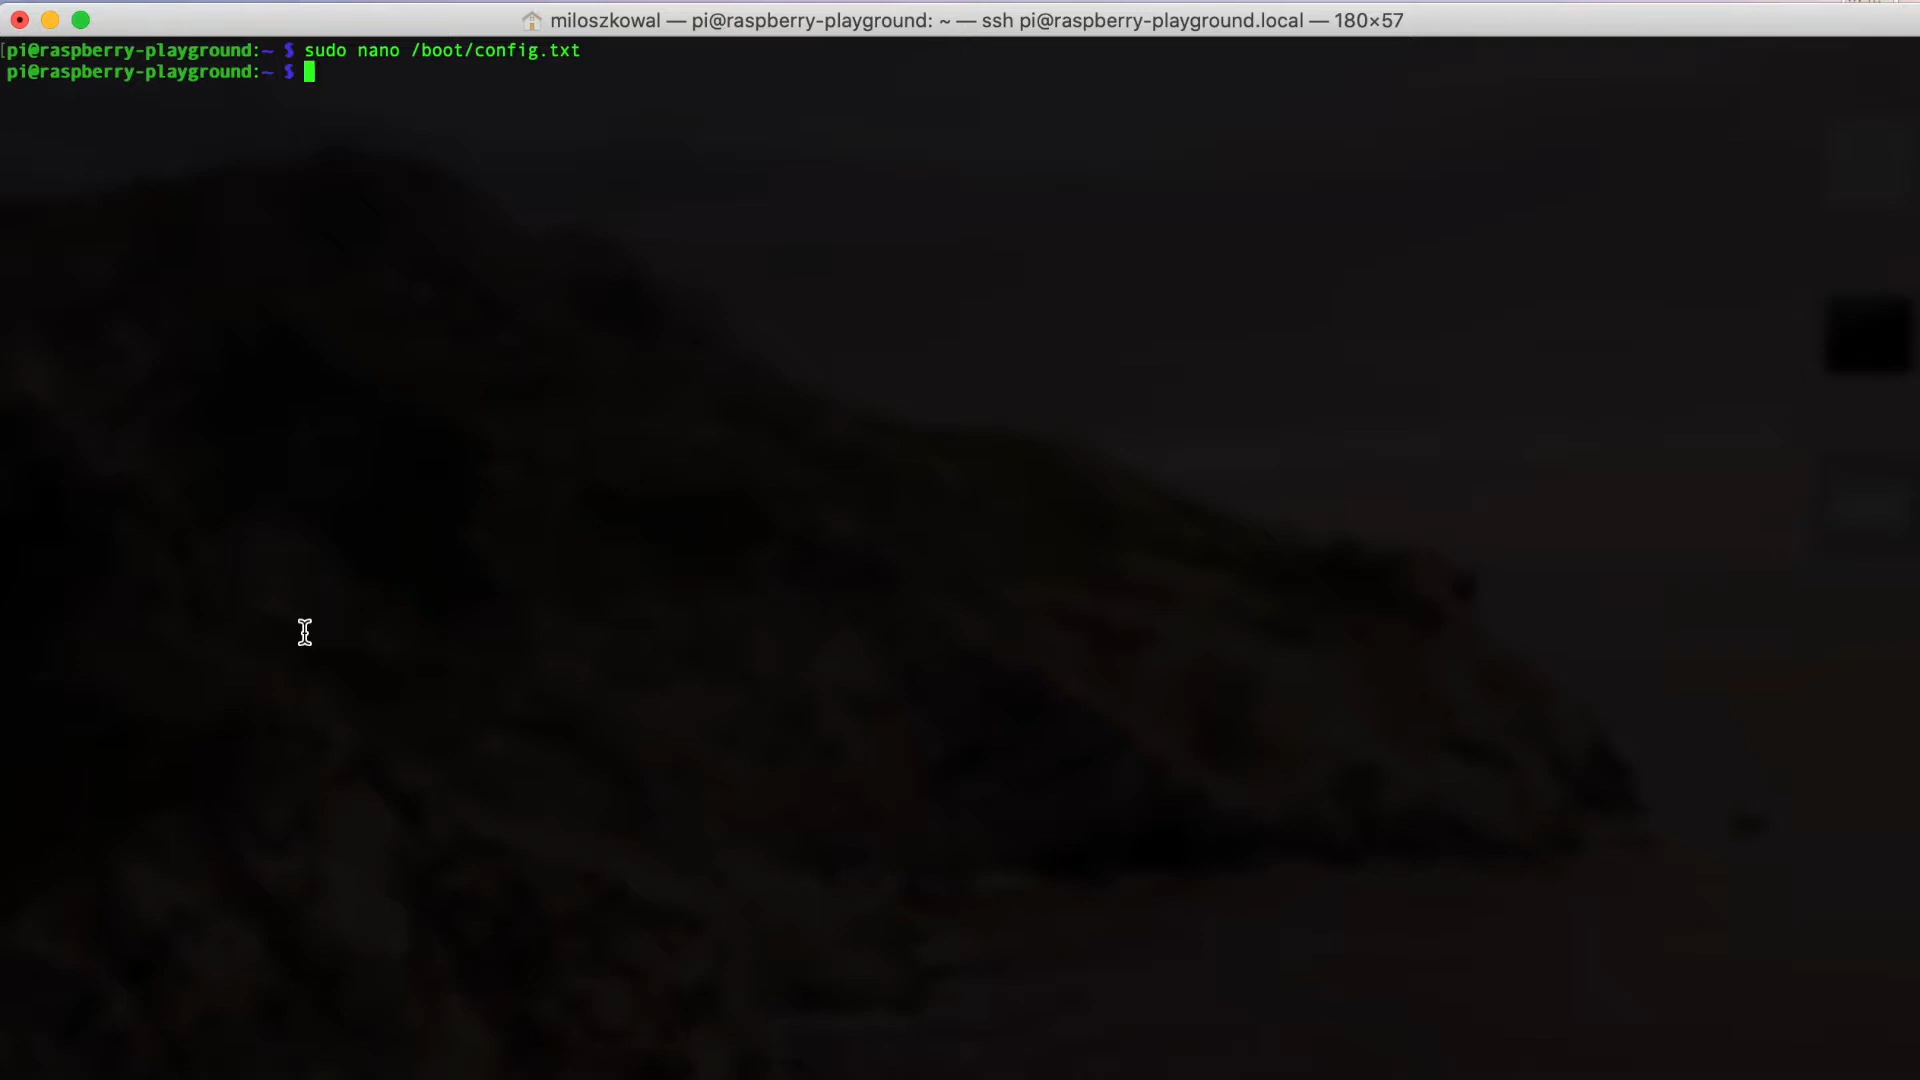 miloszkowal — pi@raspberry-playground: ~ — ssh pi@raspberry-playground.local — 180×57
[pi@raspberry-playground:~ $ sudo nano /boot/config.txt
pi@raspberry-playground:~ $